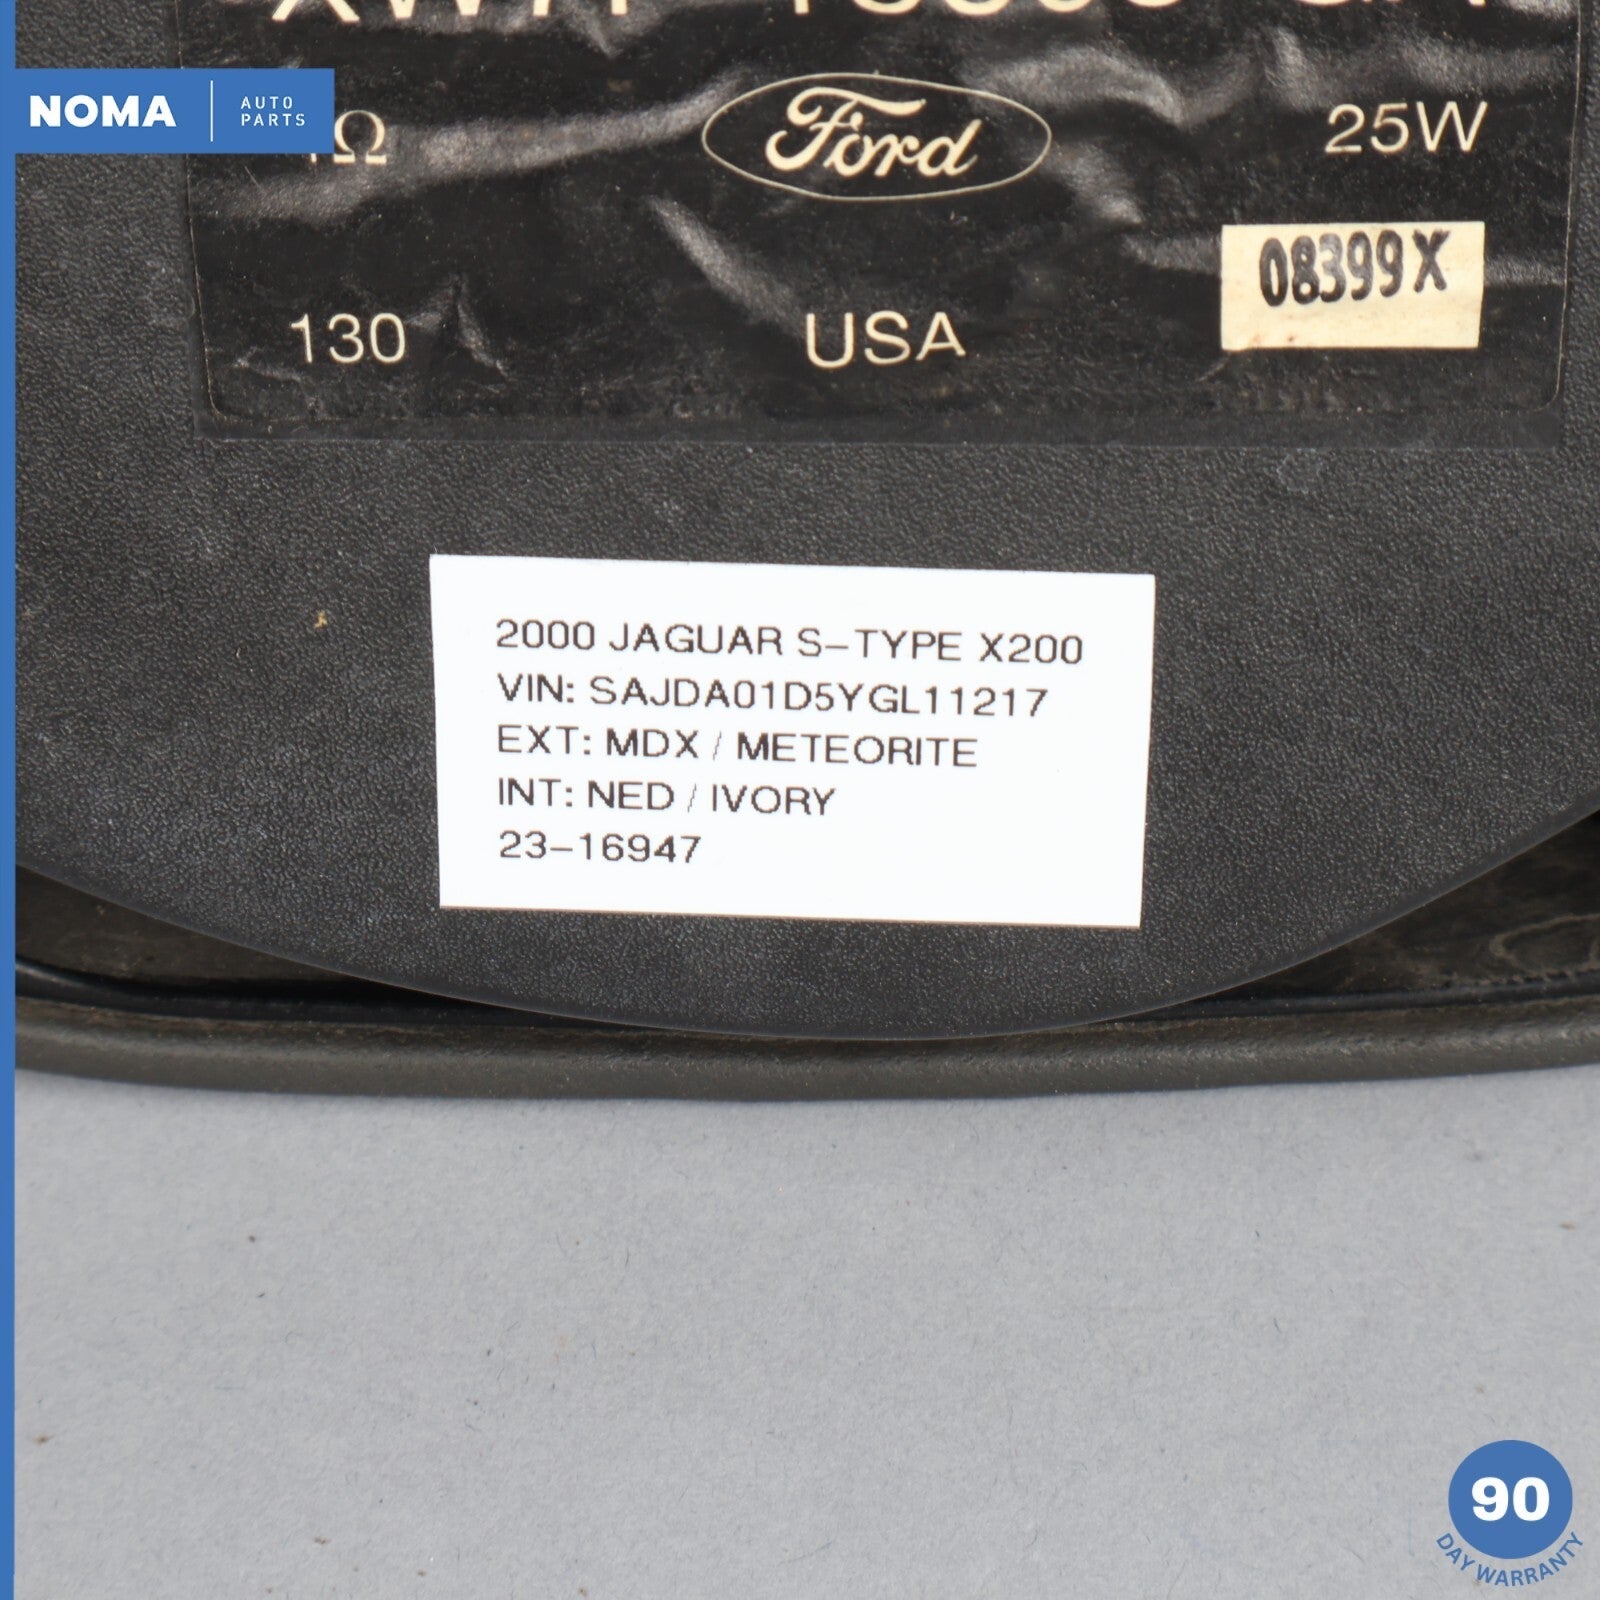 NOMA
AUTO
PARTS
Ω
Ford
25W
08399X
130
USA
2000 JAGUAR S-TYPE X200
VIN: SAJDA01D5YGL11217
EXT: MDX / METEORITE
INT: NED / IVORY
23-16947
90
DAY WARRANTY